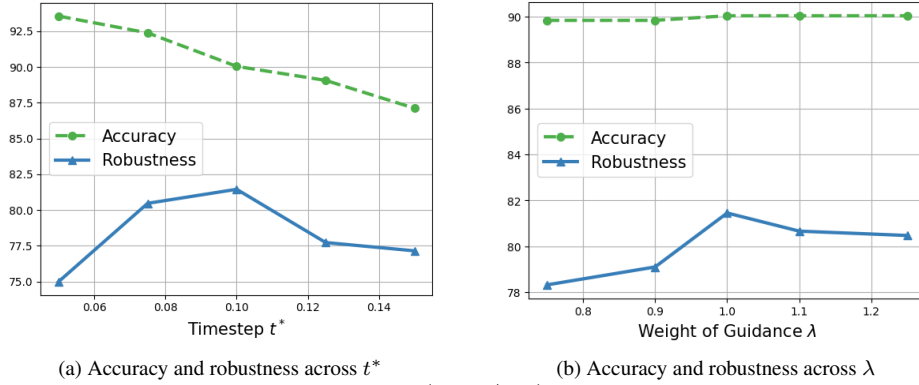 92.5
90.0
87.5
85.0
82.5
80.0
77.5
75.0
Accuracy
Robustness
0.06 0.08 0.10 0.12 0.14
Timestep t*
(a) Accuracy and robustness across t*
90
88
86
84
82
80
78
Accuracy
Robustness
0.8 0.9 1.0 1.1 1.2
Weight of Guidance λ
(b) Accuracy and robustness across λ